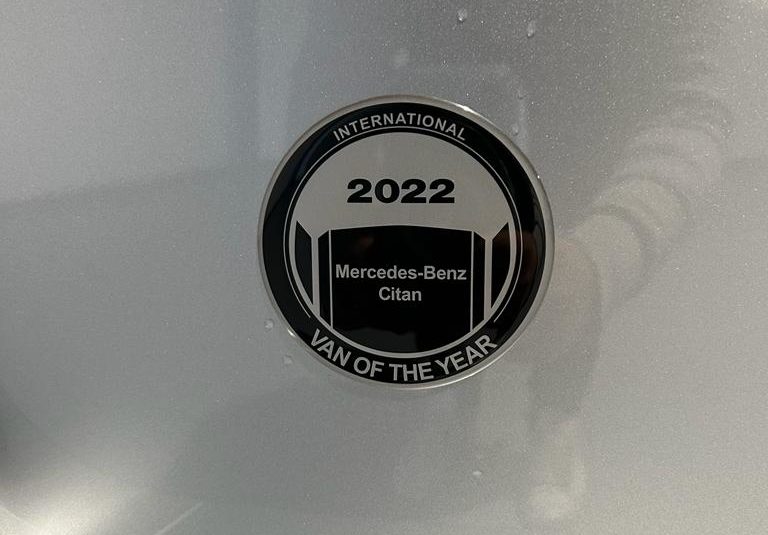 INTERNATIONAL
2022
Mercedes-Benz
Citan
VAN OF THE YEAR